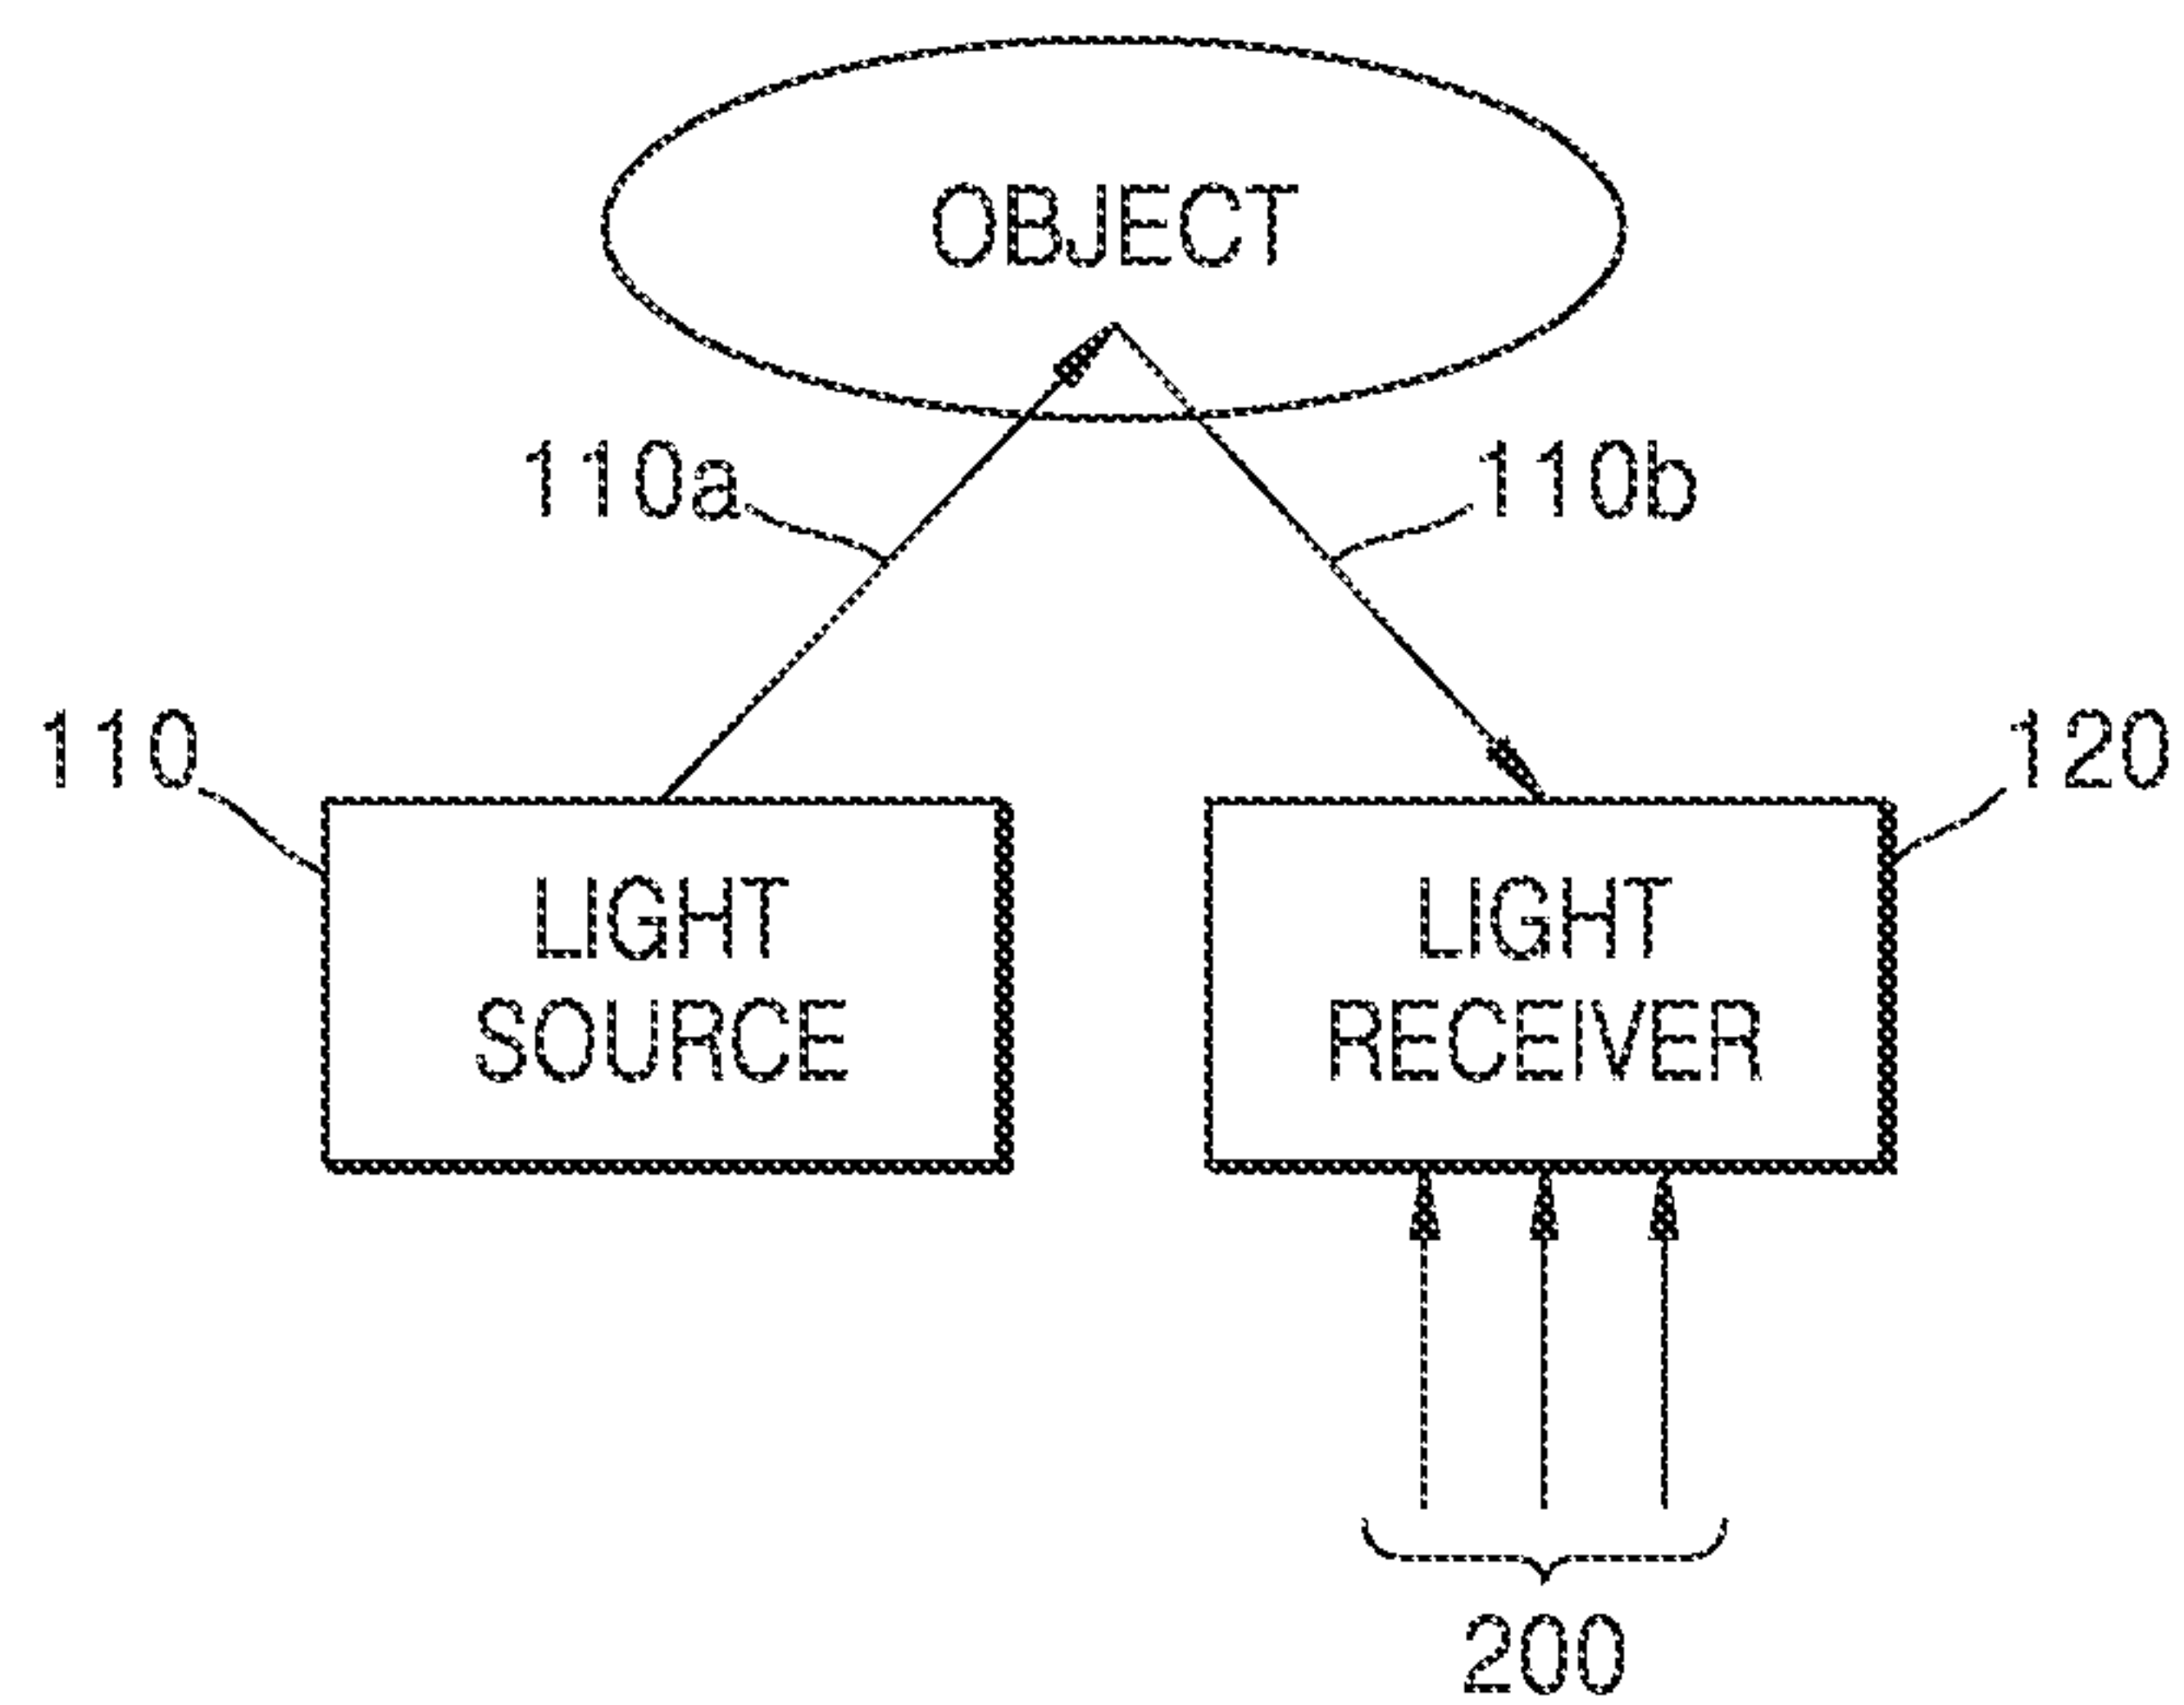 OBJECT
110a
110b
110
120
LIGHT
SOURCE
LIGHT
RECEIVER
200